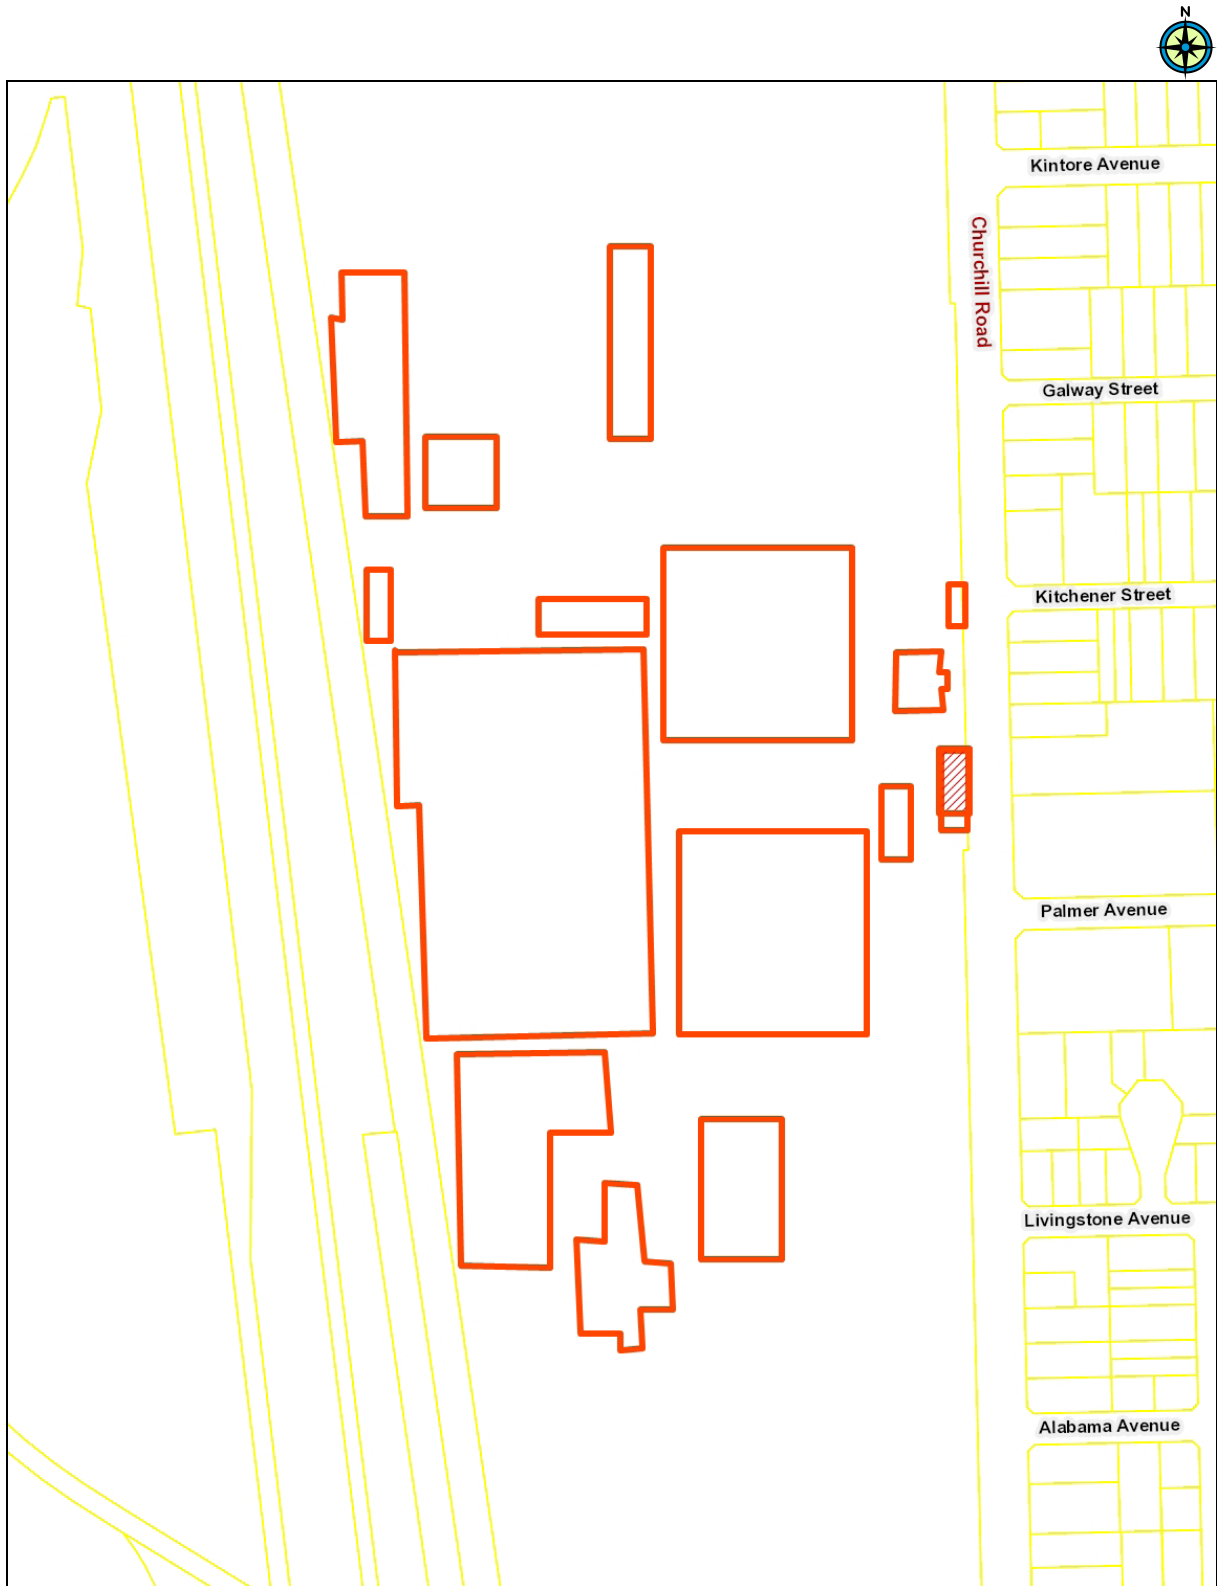 N
Kintore Avenue
Churchill Road
Galway Street
Kitchener Street
Palmer Avenue
Livingstone Avenue
Alabama Avenue